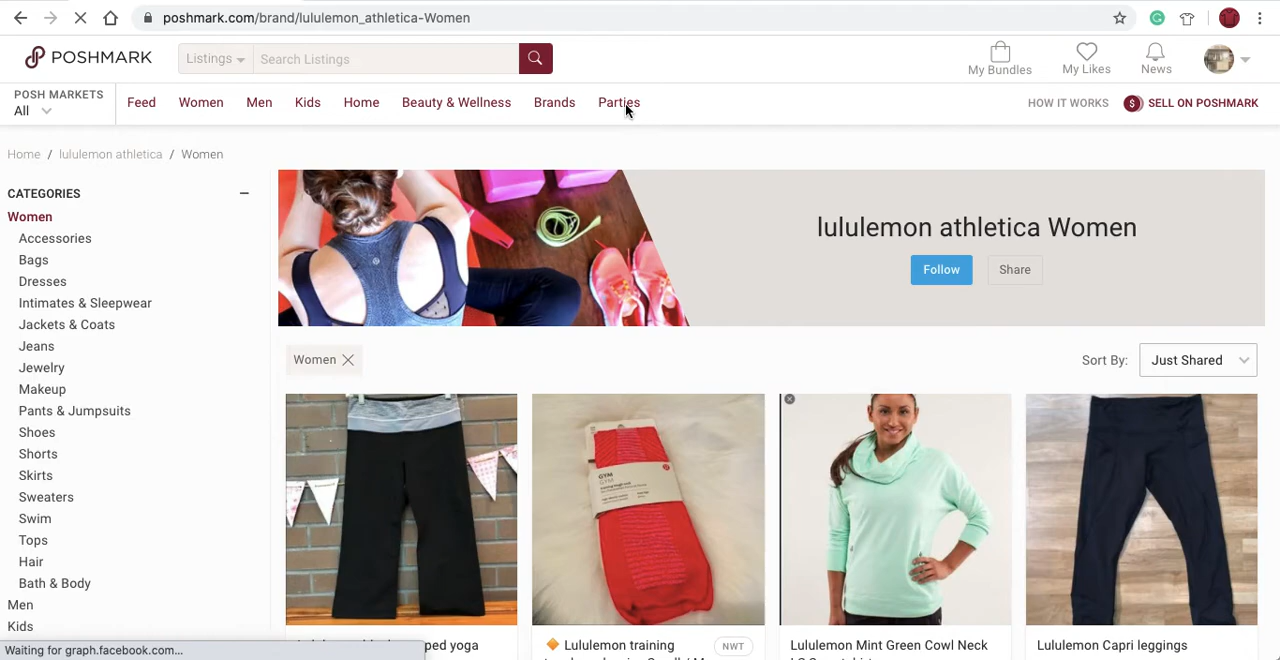 poshmark.com/brand/lululemon_athletica-Women
POSHMARK
Listings
Search Listings
My Bundles
My Likes
News
POSH MARKETS
All
Feed
Women
Men
Kids
Home
Beauty & Wellness
Brands
Parties
HOW IT WORKS
$ SELL ON POSHMARK
Home / lululemon athletica / Women
CATEGORIES
Women
Accessories
Bags
Dresses
Intimates & Sleepwear
Jackets & Coats
Jeans
Jewelry
Makeup
Pants & Jumpsuits
Shoes
Shorts
Skirts
Sweaters
Swim
Tops
Hair
Bath & Body
Men
Kids
lululemon athletica Women
Follow
Share
Women
Sort By:
Just Shared
GYM
ped yoga
Lululemon training
NWT
Lululemon Mint Green Cowl Neck
Lululemon Capri leggings
Waiting for graph.facebook.com...